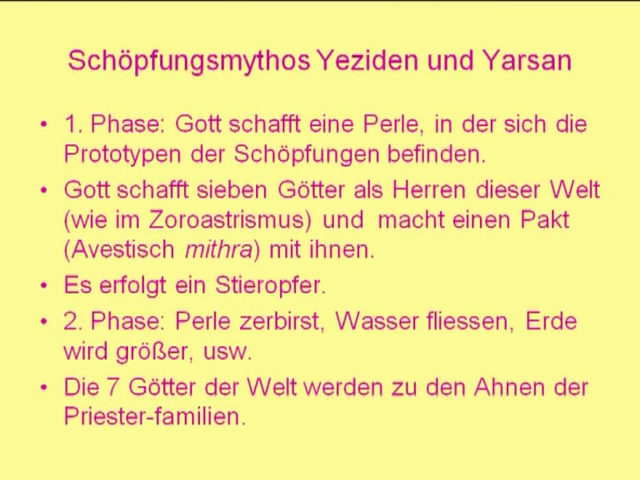 Schöpfungsmythos Yeziden und Yarsan
• 1. Phase: Gott schafft eine Perle, in der sich die
Prototypen der Schöpfungen befinden.
• Gott schafft sieben Götter als Herren dieser Welt
(wie im Zoroastrismus) und  macht einen Pakt
(Avestisch mithra) mit ihnen.
• Es erfolgt ein Stieropfer.
• 2. Phase: Perle zerbirst, Wasser fliessen, Erde
wird größer, usw.
• Die 7 Götter der Welt werden zu den Ahnen der
Priester-familien.